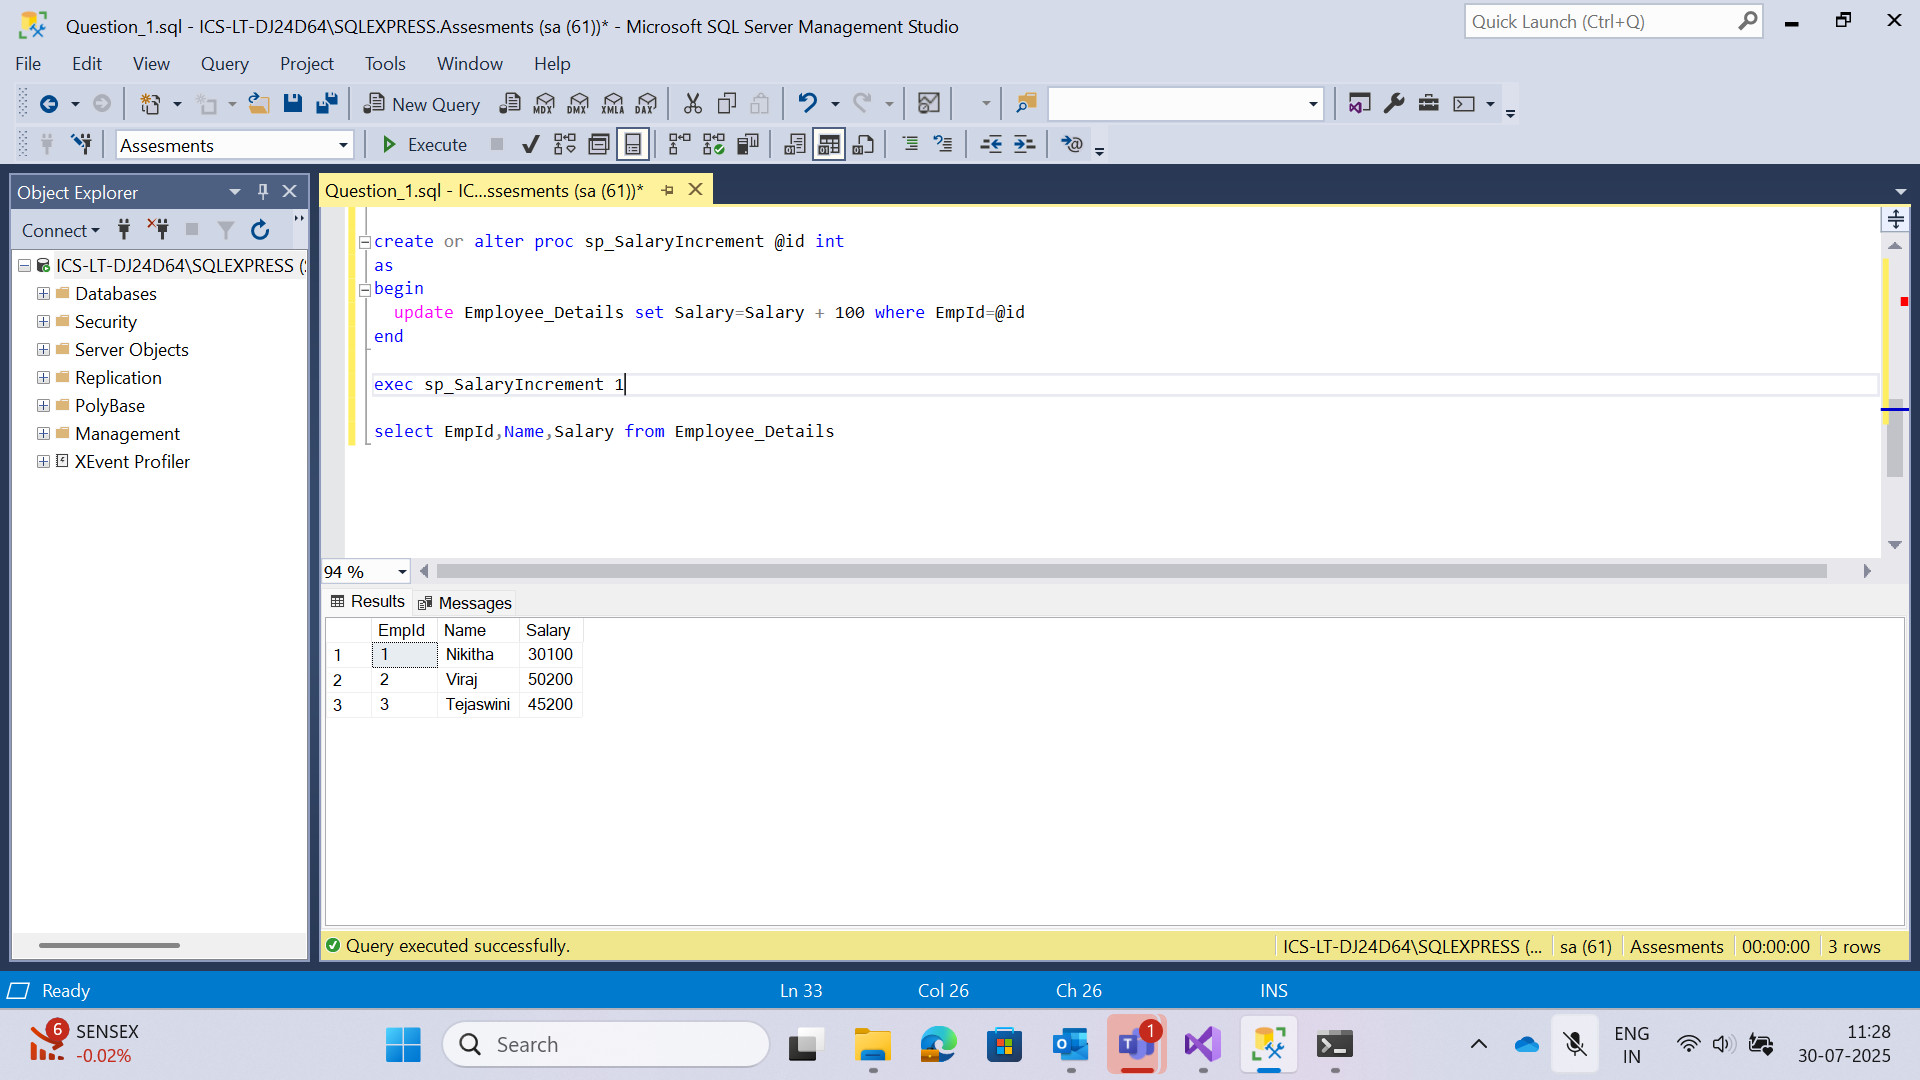 Question_1.sql - ICS-LT-DJ24D64\SQLEXPRESS.Assesments (sa (61))* - Microsoft SQL Server Management Studio
Quick Launch (Ctrl+Q)
File Edit View Query Project Tools Window Help
New Query MDX DMX XMLA DAX
Assesments Execute
Object Explorer
Question_1.sql - IC...ssesments (sa (61))*
Connect
ICS-LT-DJ24D64\SQLEXPRESS (
Databases
Security
Server Objects
Replication
PolyBase
Management
XEvent Profiler
create or alter proc sp_SalaryIncrement @id int
as
begin
update Employee_Details set Salary=Salary + 100 where EmpId=@id
end
exec sp_SalaryIncrement 1
select EmpId,Name,Salary from Employee_Details
94 %
Results Messages
EmpId Name Salary
1 1 Nikitha 30100
2 2 Viraj 50200
3 3 Tejaswini 45200
Query executed successfully.
ICS-LT-DJ24D64\SQLEXPRESS (... sa (61) Assesments 00:00:00 3 rows
Ready Ln 33 Col 26 Ch 26 INS
6 SENSEX
-0.02%
Search
1
ENG
IN
11:28
30-07-2025